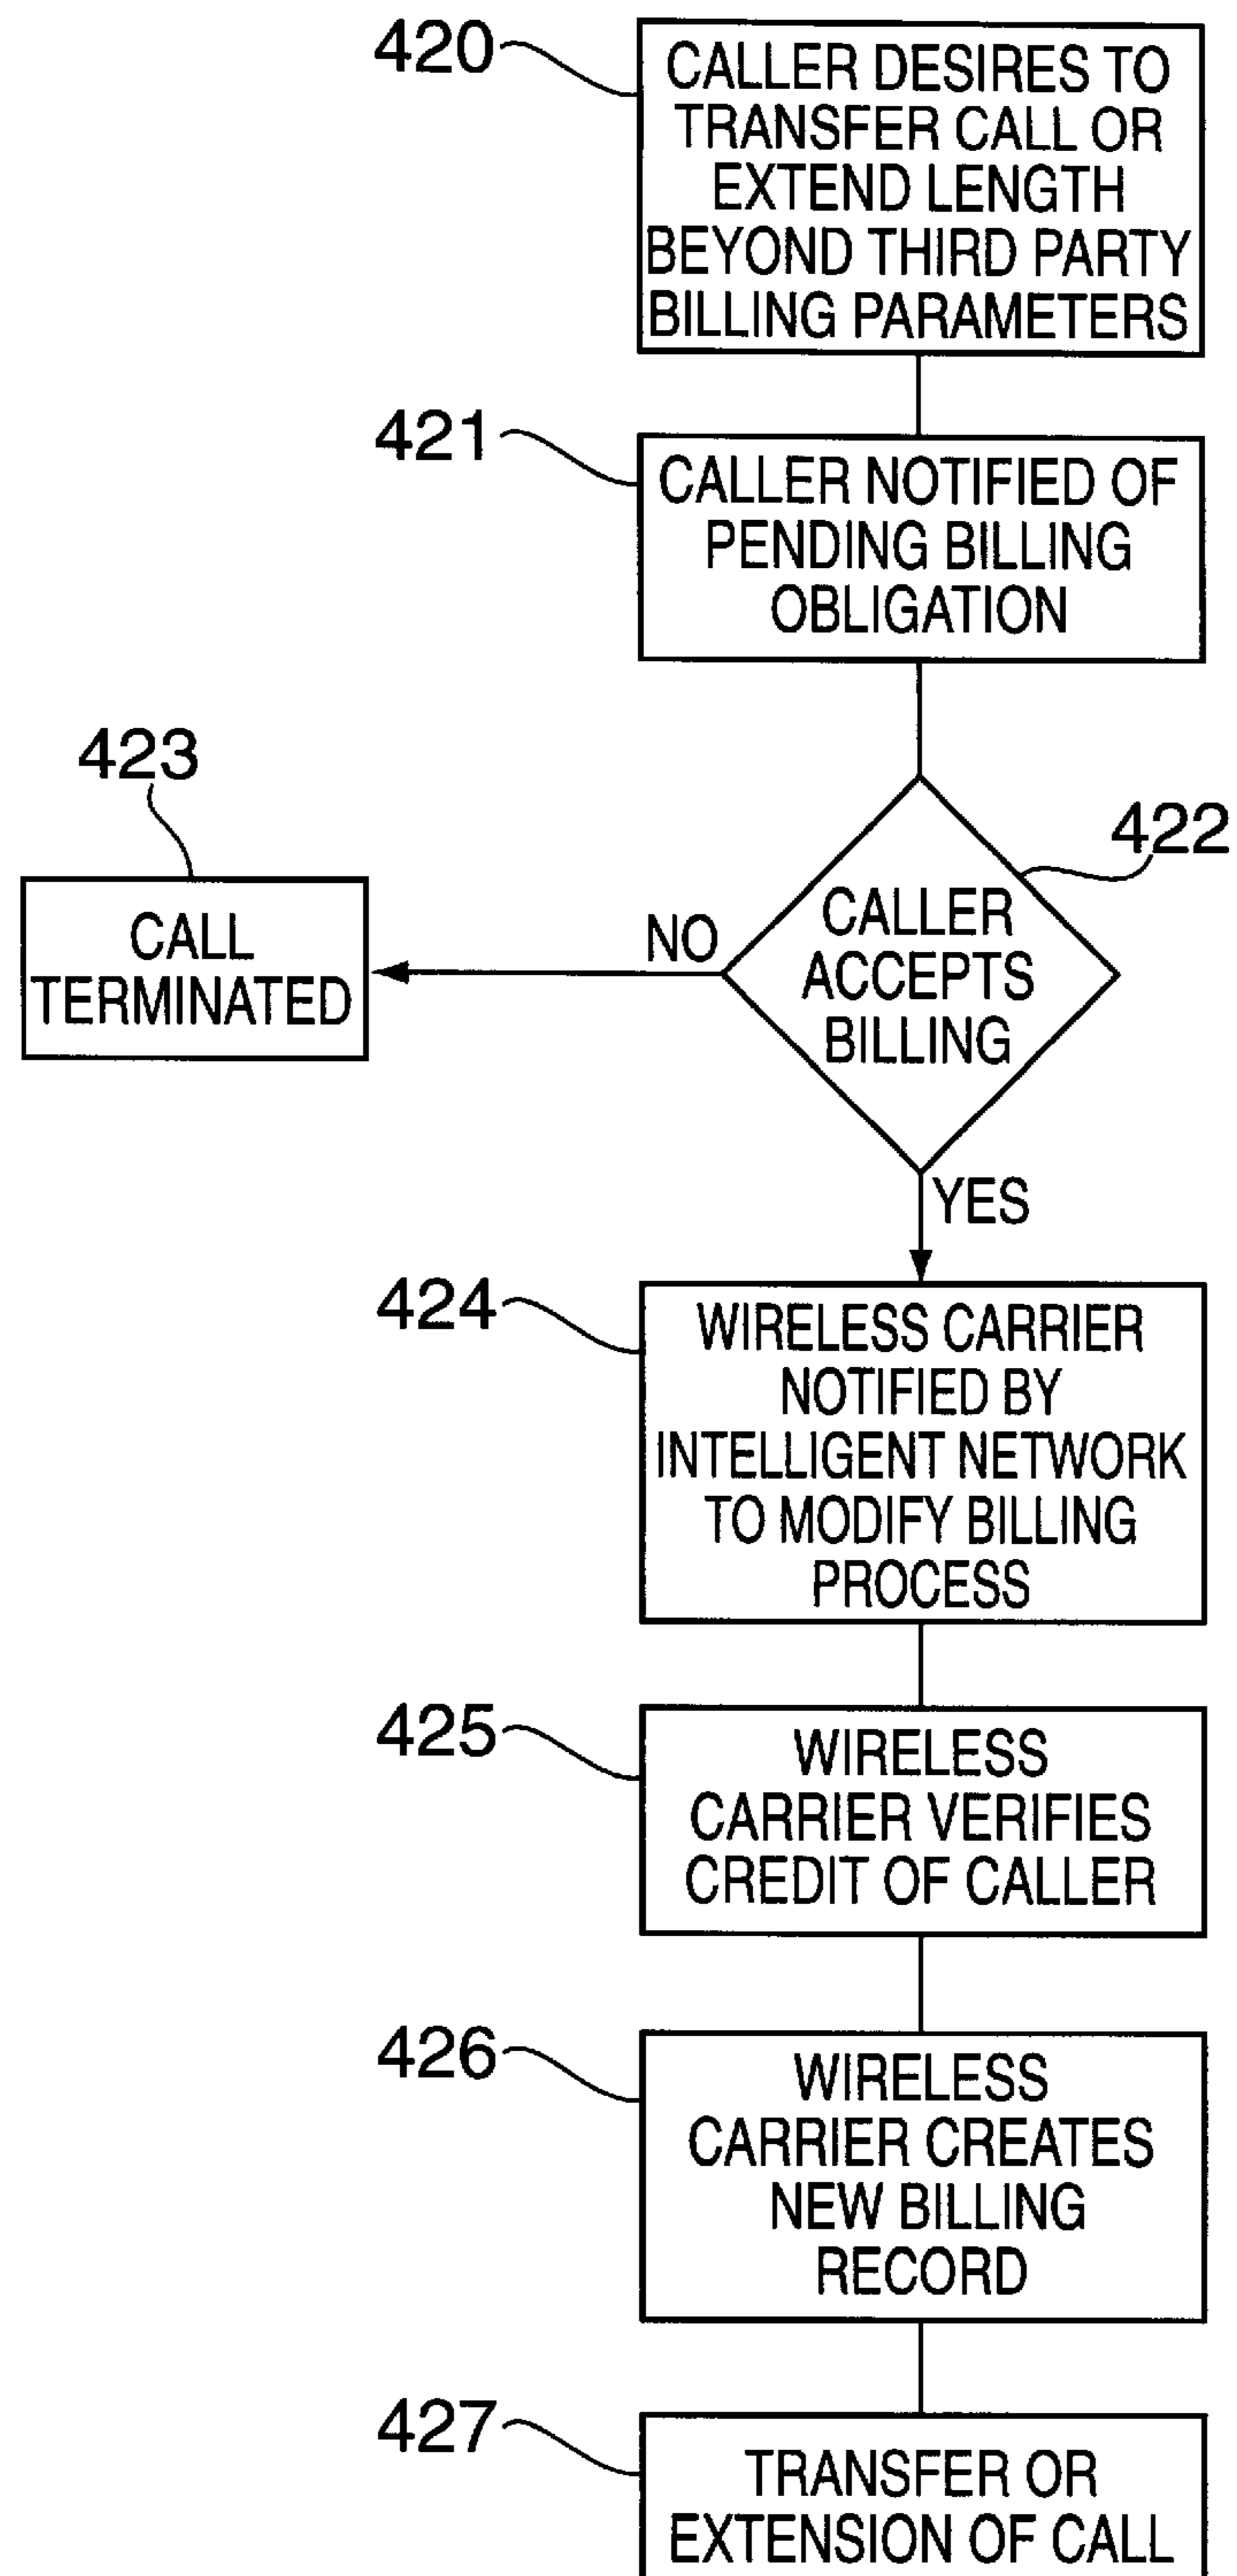 420
CALLER DESIRES TO
TRANSFER CALL OR
EXTEND LENGTH
BEYOND THIRD PARTY
BILLING PARAMETERS
421
CALLER NOTIFIED OF
PENDING BILLING
OBLIGATION
422
CALLER
ACCEPTS
BILLING
NO
423
CALL
TERMINATED
YES
424
WIRELESS CARRIER
NOTIFIED BY
INTELLIGENT NETWORK
TO MODIFY BILLING
PROCESS
425
WIRELESS
CARRIER VERIFIES
CREDIT OF CALLER
426
WIRELESS
CARRIER CREATES
NEW BILLING
RECORD
427
TRANSFER OR
EXTENSION OF CALL